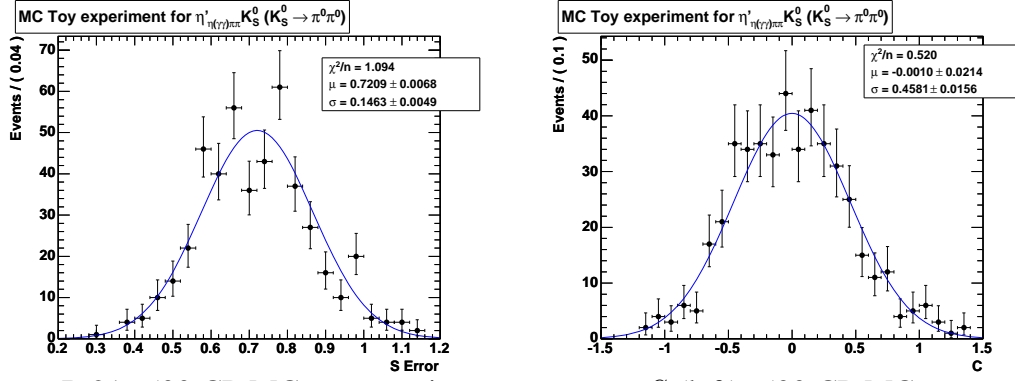 MC Toy experiment for η'η(γγ)ππ K⁰S (K⁰S → π⁰π⁰)
Events / ( 0.04 )
χ²/n = 1.094
μ = 0.7209 ± 0.0068
σ = 0.1463 ± 0.0049
70
60
50
40
30
20
10
0
0.2 0.3 0.4 0.5 0.6 0.7 0.8 0.9 1 1.1 1.2
S Error
MC Toy experiment for η'η(γγ)ππ K⁰S (K⁰S → π⁰π⁰)
Events / ( 0.1 )
χ²/n = 0.520
μ = -0.0010 ± 0.0214
σ = 0.4581 ± 0.0156
50
40
30
20
10
0
-1.5 -1 -0.5 0 0.5 1 1.5
C